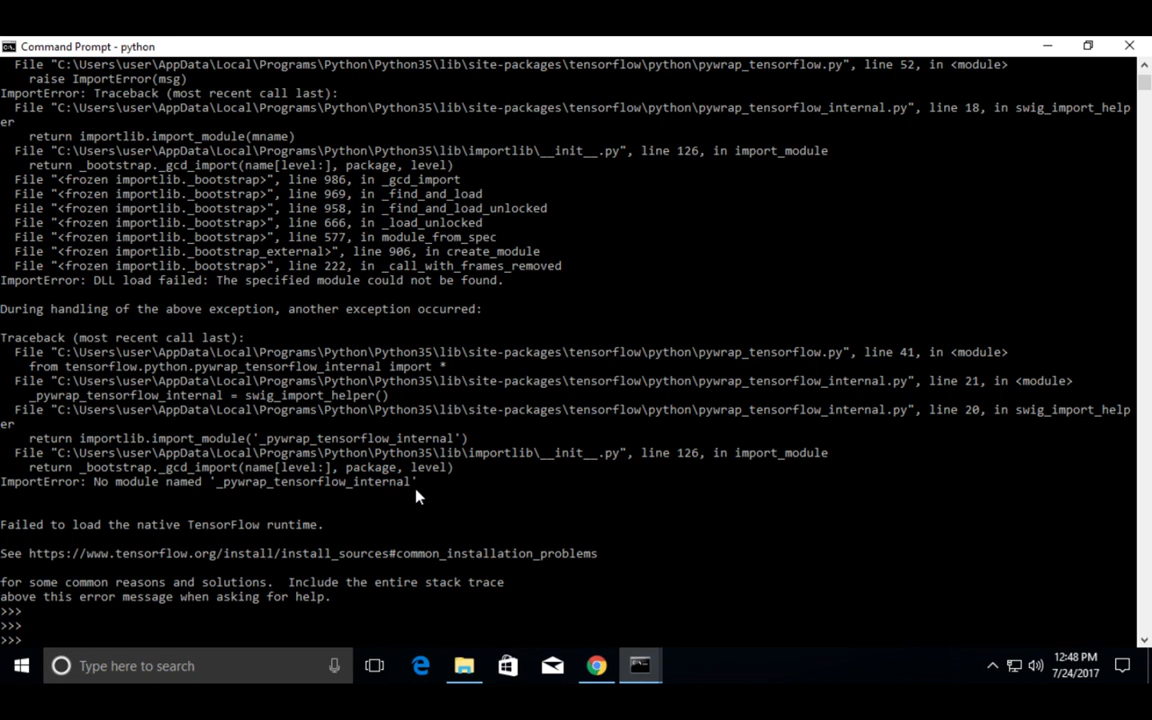 Command Prompt - python
File "C:\Users\user\AppData\Local\Programs\Python\Python35\lib\site-packages\tensorflow\python\pywrap_tensorflow.py", line 52, in <module>
raise ImportError(msg)
ImportError: Traceback (most recent call last):
File "C:\Users\user\AppData\Local\Programs\Python\Python35\lib\site-packages\tensorflow\python\pywrap_tensorflow_internal.py", line 18, in swig_import_help
er
return importlib.import_module(mname)
File "C:\Users\user\AppData\Local\Programs\Python\Python35\lib\importlib\__init__.py", line 126, in import_module
return _bootstrap._gcd_import(name[level:], package, level)
File "<frozen importlib._bootstrap>", line 986, in _gcd_import
File "<frozen importlib._bootstrap>", line 969, in _find_and_load
File "<frozen importlib._bootstrap>", line 958, in _find_and_load_unlocked
File "<frozen importlib._bootstrap>", line 666, in _load_unlocked
File "<frozen importlib._bootstrap>", line 577, in module_from_spec
File "<frozen importlib._bootstrap_external>", line 906, in create_module
File "<frozen importlib._bootstrap>", line 222, in _call_with_frames_removed
ImportError: DLL load failed: The specified module could not be found.
During handling of the above exception, another exception occurred:
Traceback (most recent call last):
File "C:\Users\user\AppData\Local\Programs\Python\Python35\lib\site-packages\tensorflow\python\pywrap_tensorflow.py", line 41, in <module>
from tensorflow.python.pywrap_tensorflow_internal import *
File "C:\Users\user\AppData\Local\Programs\Python\Python35\lib\site-packages\tensorflow\python\pywrap_tensorflow_internal.py", line 21, in <module>
_pywrap_tensorflow_internal = swig_import_helper()
File "C:\Users\user\AppData\Local\Programs\Python\Python35\lib\site-packages\tensorflow\python\pywrap_tensorflow_internal.py", line 20, in swig_import_help
er
return importlib.import_module('_pywrap_tensorflow_internal')
File "C:\Users\user\AppData\Local\Programs\Python\Python35\lib\importlib\__init__.py", line 126, in import_module
return _bootstrap._gcd_import(name[level:], package, level)
ImportError: No module named '_pywrap_tensorflow_internal'
Failed to load the native TensorFlow runtime.
See https://www.tensorflow.org/install/install_sources#common_installation_problems
for some common reasons and solutions.  Include the entire stack trace
above this error message when asking for help.
>>>
>>>
>>>
Type here to search
12:48 PM
7/24/2017